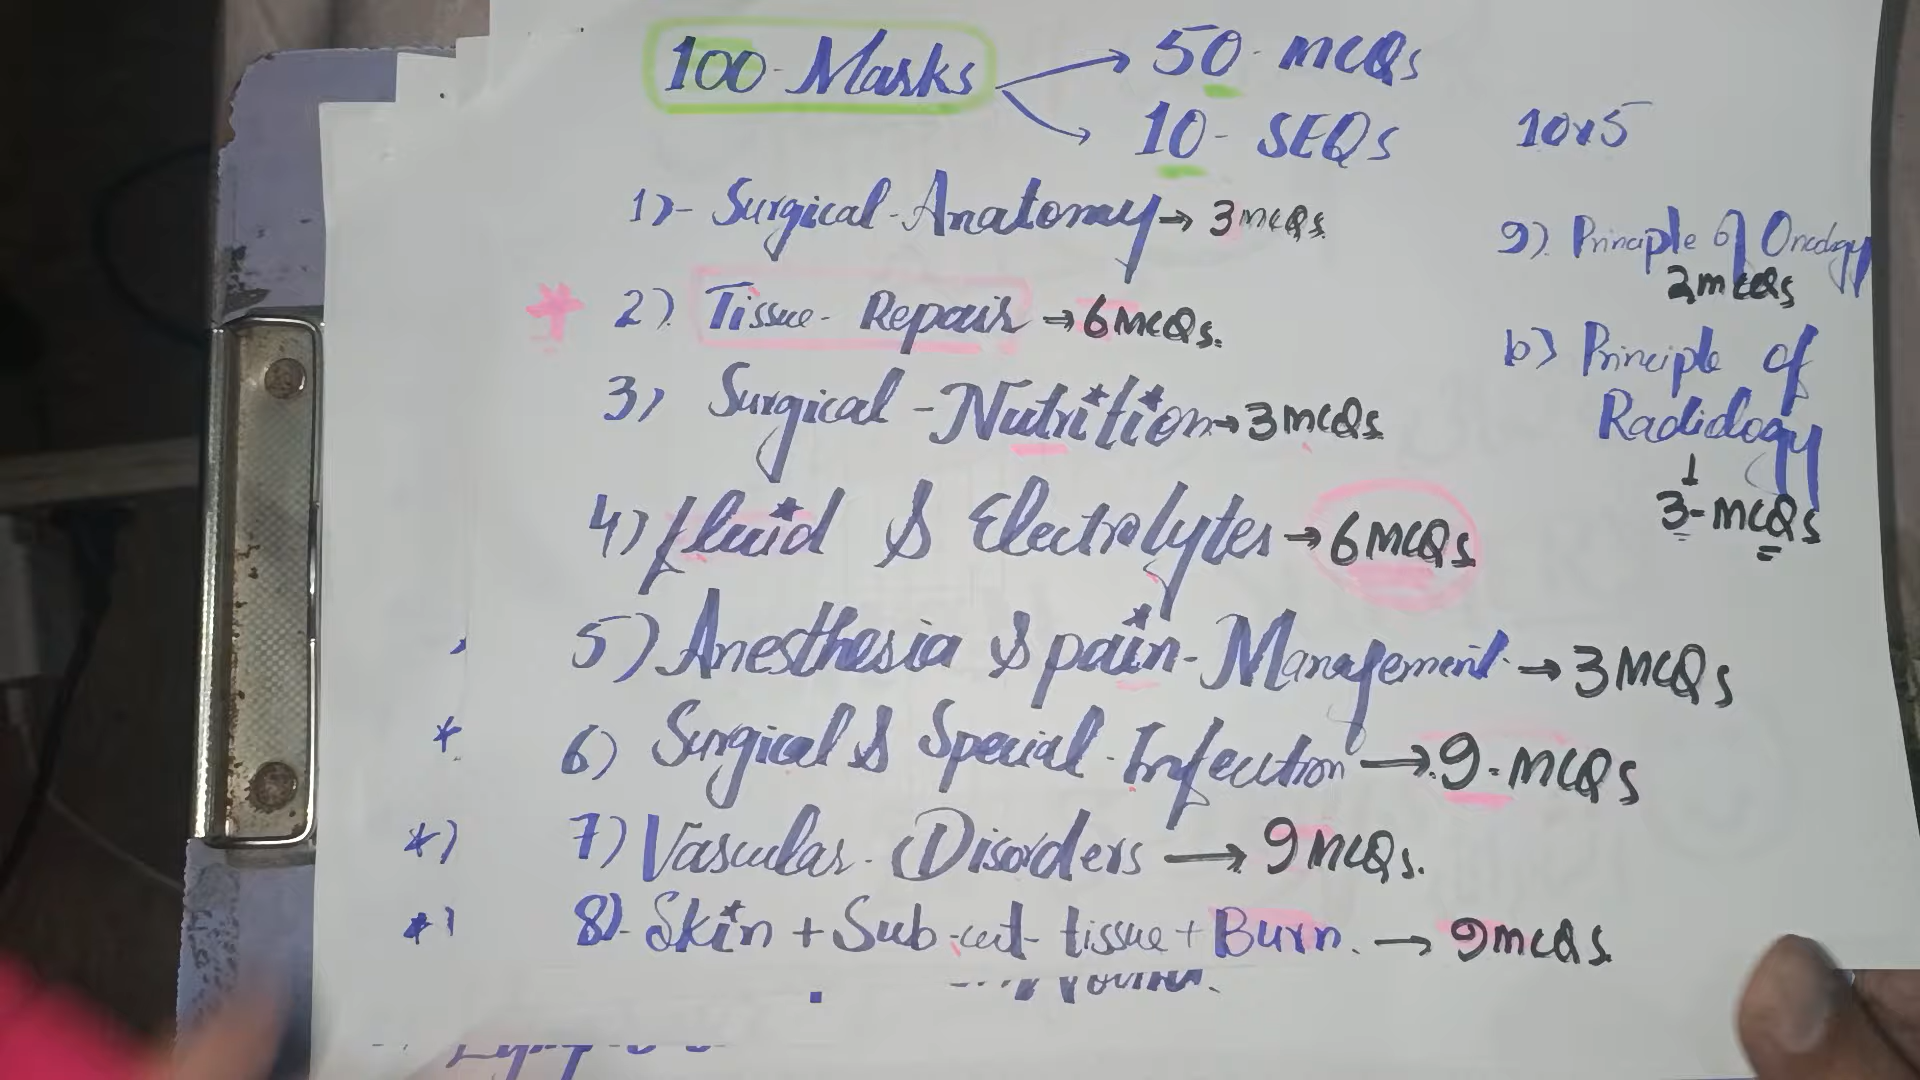 100 Marks → 50 - MCQs
→ 10 - SEQs 10x5
1)- Surgical Anatomy → 3 MCQs.
2) Tissue Repair → 6 MCQs.
3) Surgical - Nutrition → 3 MCQs
4) fluid & Electrolytes → 6 MCQs
5) Anesthesia & pain - Management → 3 MCQs
6) Surgical & Special - Infection → 9 - MCQs
7) Vascular - Disorders → 9 MCQs.
8) Skin + Sub-cut- tissue + Burn. → 9 mcQs.
9) Principle of Oncology
2 mcQs
b) Principle of
Radiology
↓
3 - MCQs